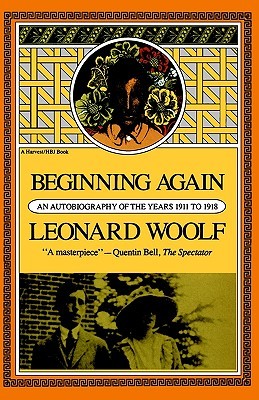 A Harvest/HBJ Book
BEGINNING AGAIN
AN AUTOBIOGRAPHY OF THE YEARS 1911 TO 1918
LEONARD WOOLF
"A masterpiece"—Quentin Bell, The Spectator